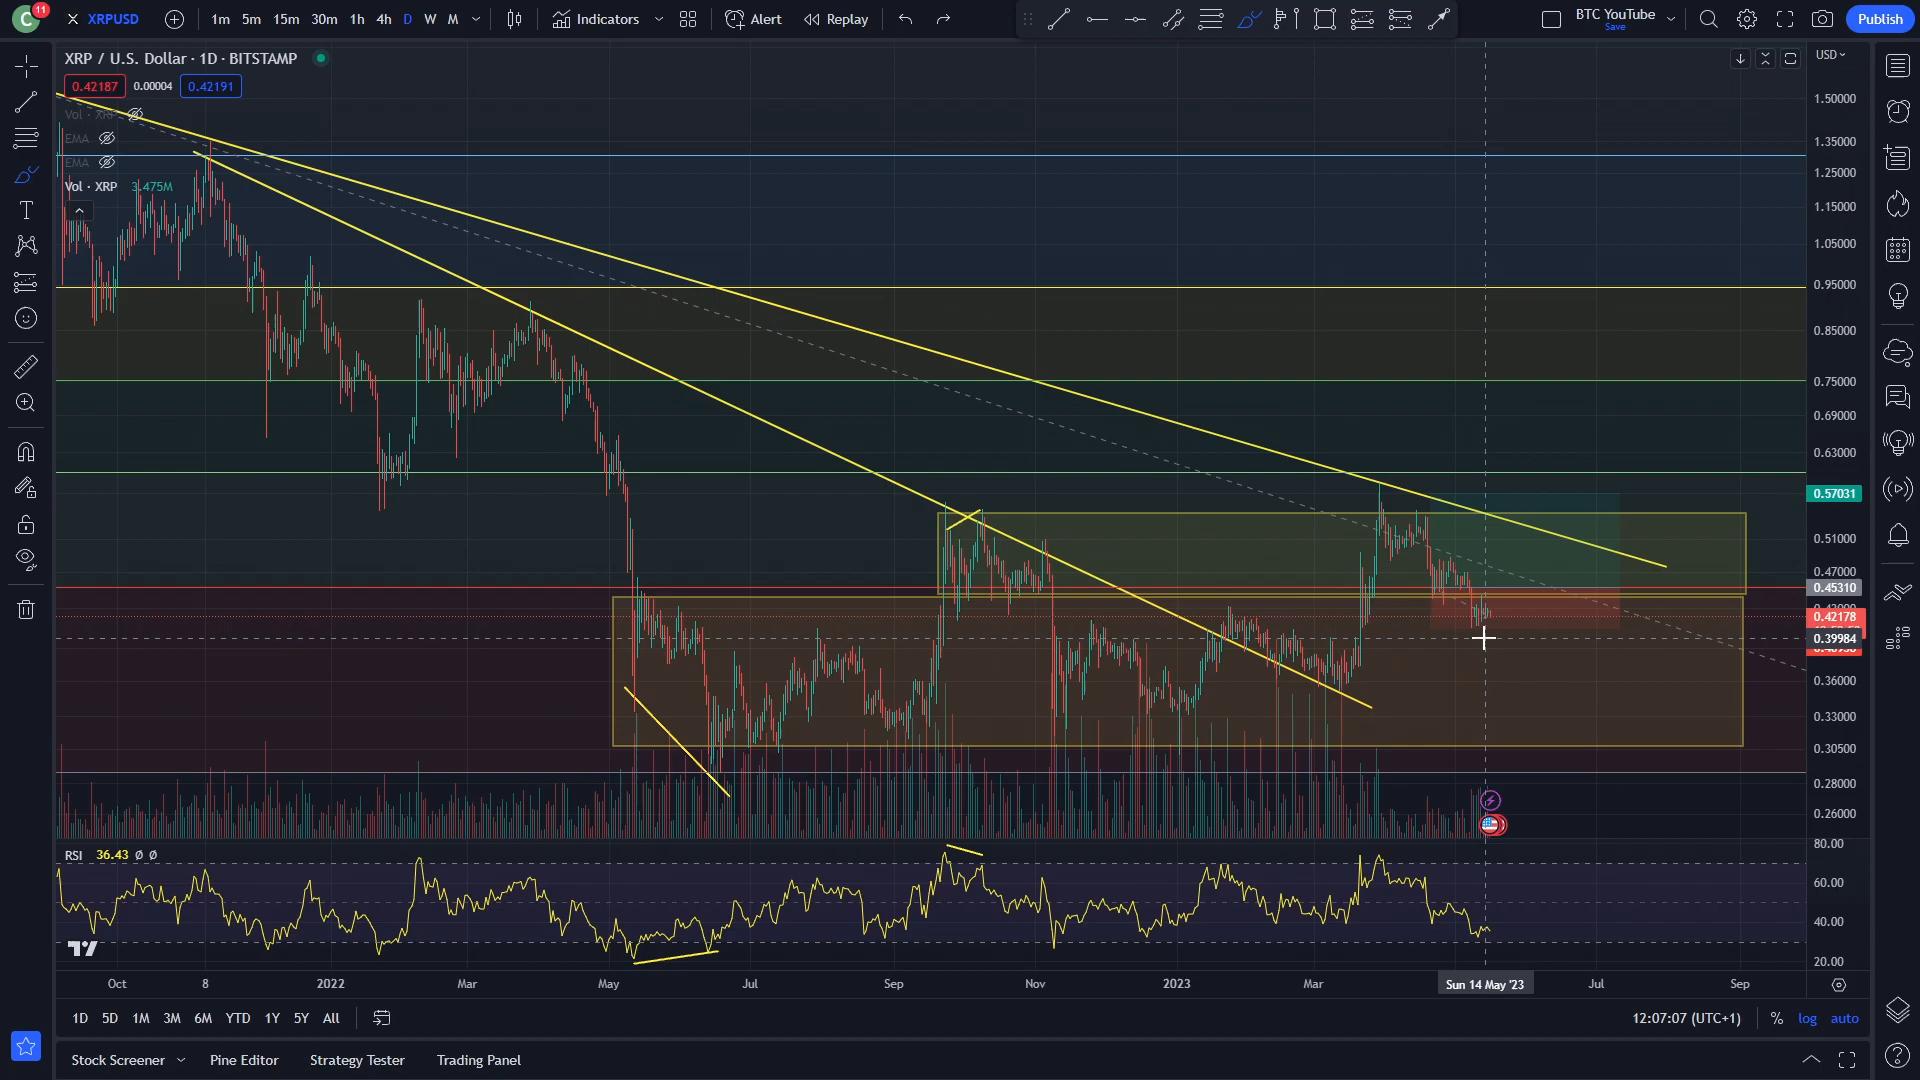 C 11 XRPUSD 1m 5m 15m 30m 1h 4h D W M Indicators Alert Replay BTC YouTube Save Publish
XRP / U.S. Dollar · 1D · BITSTAMP
0.42187 0.00004 0.42191
Vol · XRP
EMA
EMA
Vol · XRP 3.475M
USD
1.50000
1.35000
1.25000
1.15000
1.05000
0.95000
0.85000
0.75000
0.69000
0.63000
0.57031
0.51000
0.47000
0.45310
0.42178
0.39984
0.36000
0.33000
0.30500
0.28000
0.26000
RSI 36.43 Ø Ø
80.00
60.00
40.00
20.00
Oct 8 2022 Mar May Jul Sep Nov 2023 Mar Sun 14 May '23 Jul Sep
1D 5D 1M 3M 6M YTD 1Y 5Y All 12:07:07 (UTC+1) % log auto
Stock Screener Pine Editor Strategy Tester Trading Panel